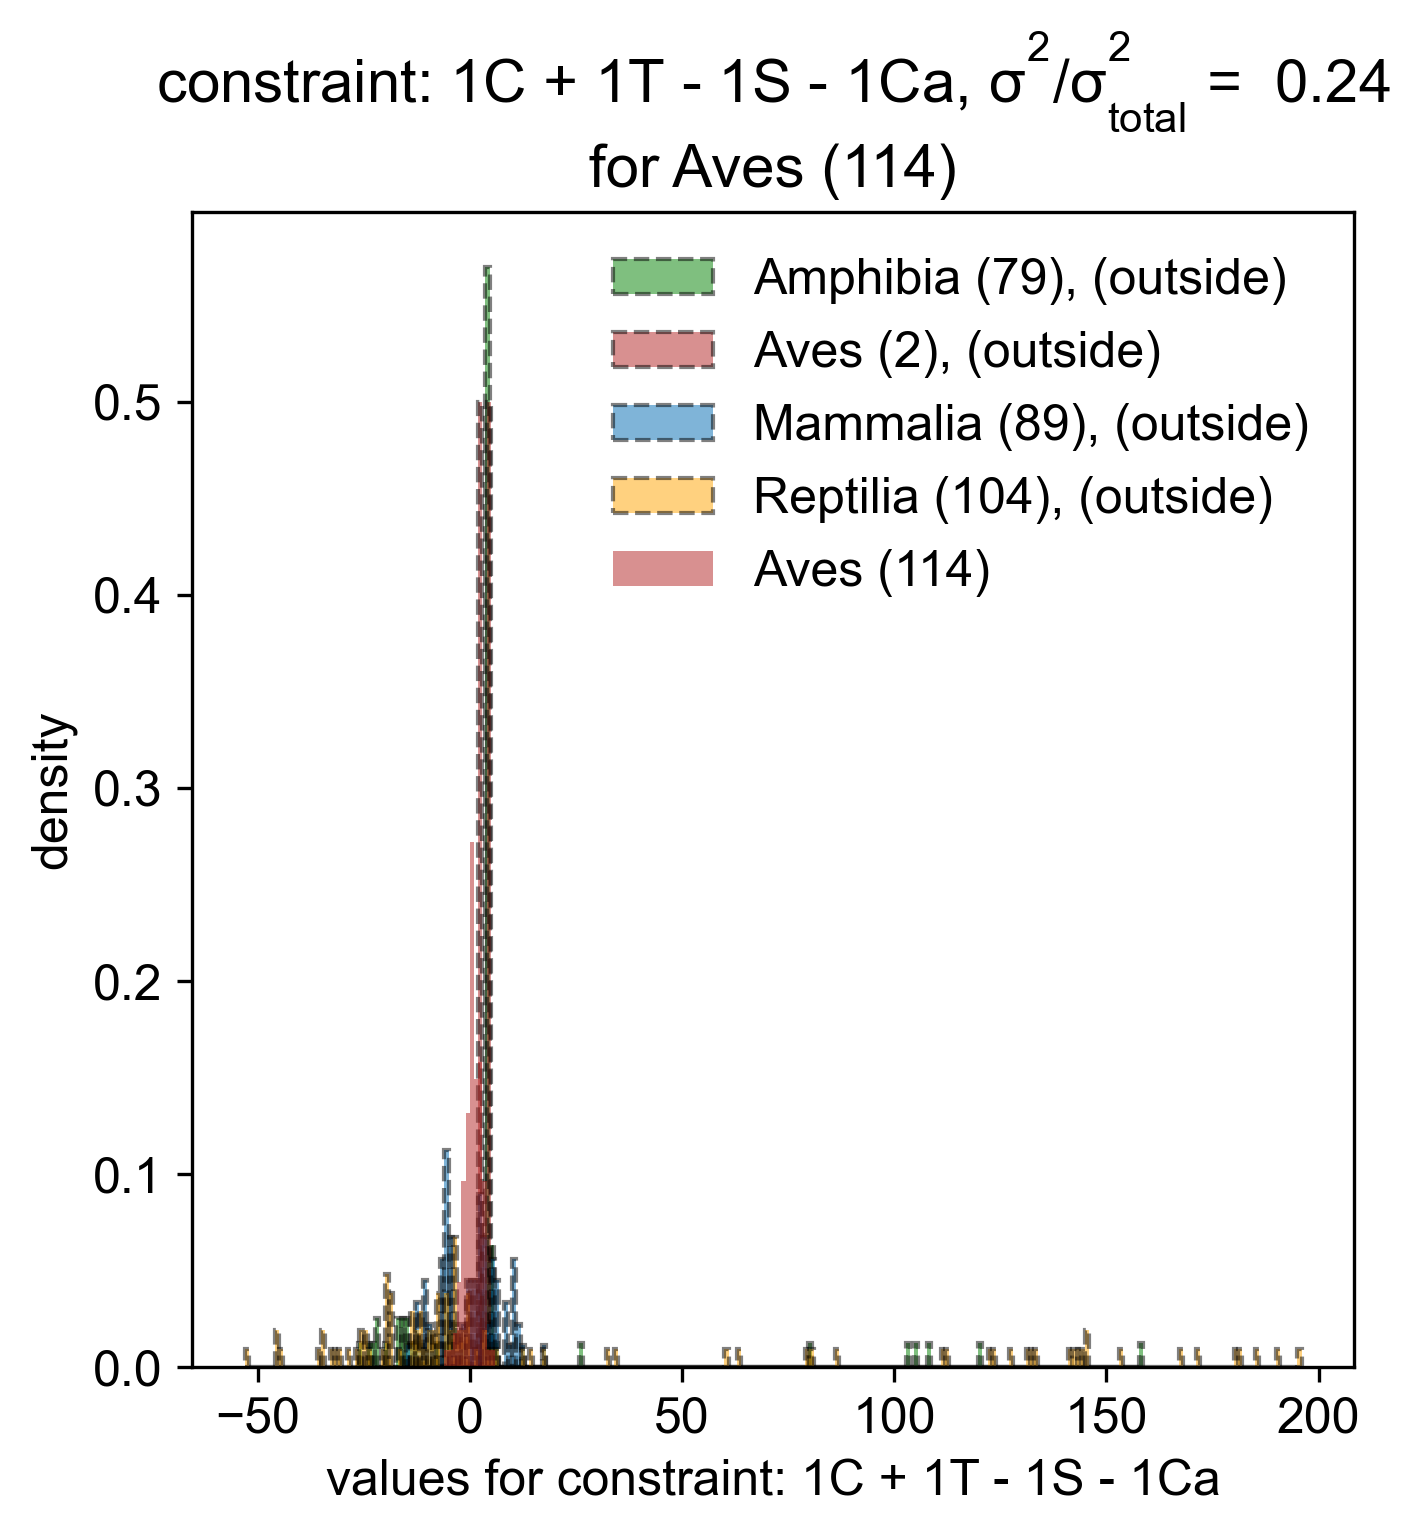 constraint: 1C + 1T - 1S - 1Ca, σ²/σ²total = 0.24
for Aves (114)
Amphibia (79), (outside)
Aves (2), (outside)
Mammalia (89), (outside)
Reptilia (104), (outside)
Aves (114)
density
0.5
0.4
0.3
0.2
0.1
0.0
−50 0 50 100 150 200
values for constraint: 1C + 1T - 1S - 1Ca